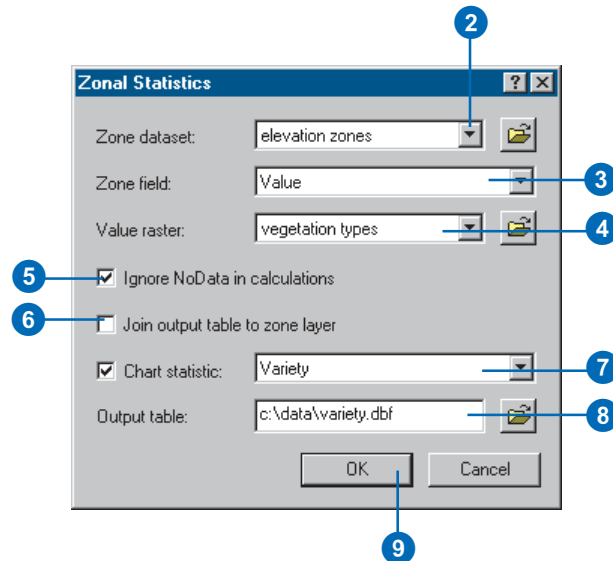 2
Zonal Statistics
Zone dataset: elevation zones
Zone field: Value
3
Value raster: vegetation types
4
5
Ignore NoData in calculations
6
Join output table to zone layer
Chart statistic: Variety
7
Output table: c:\data\variety.dbf
8
OK Cancel
9